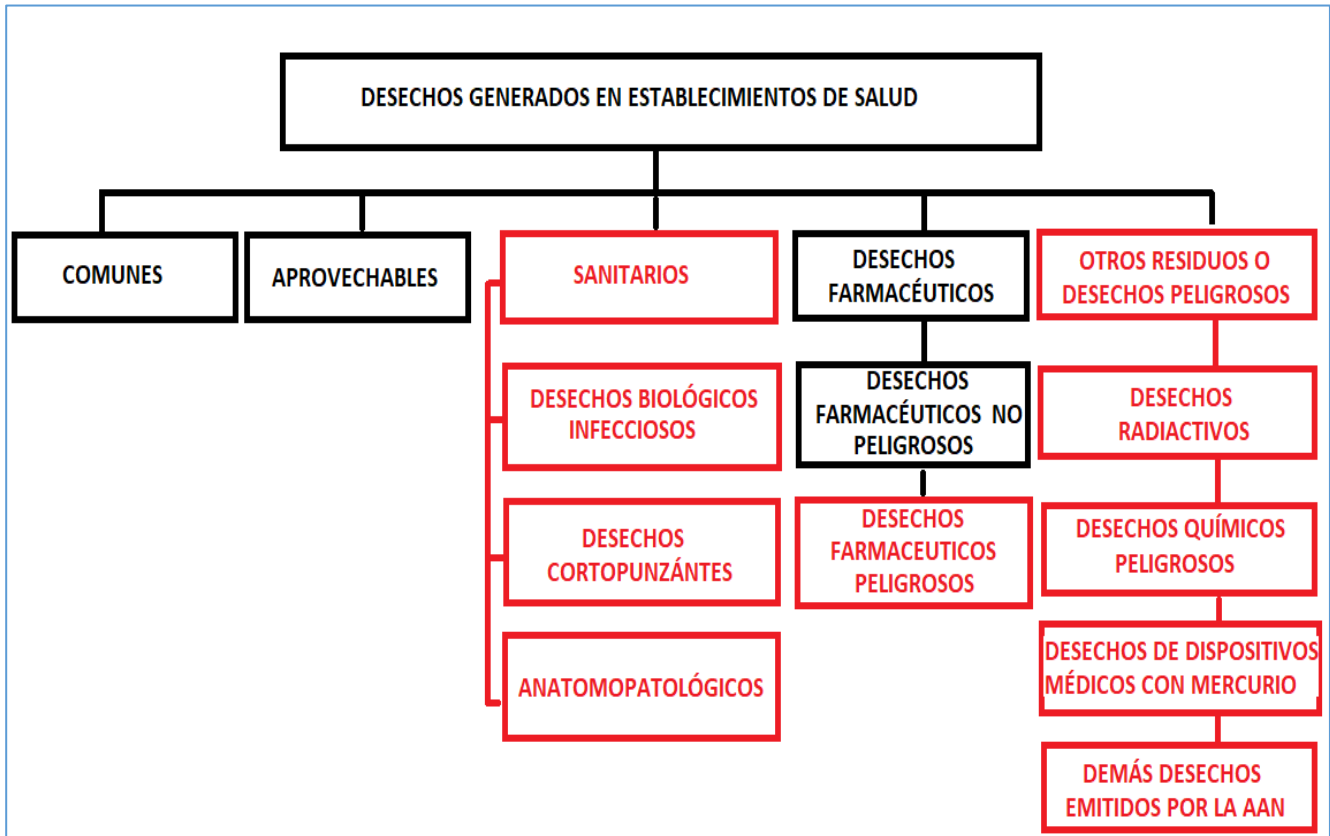 DESECHOS GENERADOS EN ESTABLECIMIENTOS DE SALUD
COMUNES
APROVECHABLES
SANITARIOS
DESECHOS BIOLÓGICOS
INFECCIOSOS
DESECHOS
CORTOPUNZÁNTES
ANATOMOPATOLÓGICOS
DESECHOS
FARMACÉUTICOS
DESECHOS
FARMACÉUTICOS NO
PELIGROSOS
DESECHOS
FARMACEUTICOS
PELIGROSOS
OTROS RESIDUOS O
DESECHOS PELIGROSOS
DESECHOS
RADIACTIVOS
DESECHOS QUÍMICOS
PELIGROSOS
DESECHOS DE DISPOSITIVOS
MÉDICOS CON MERCURIO
DEMÁS DESECHOS
EMITIDOS POR LA AAN